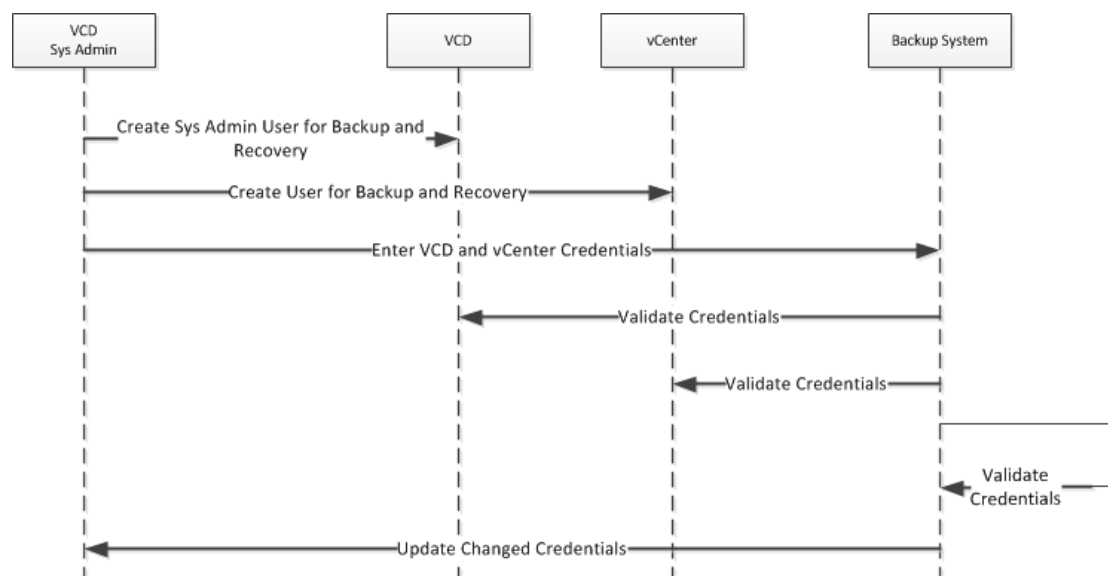 VCD
Sys Admin
VCD
vCenter
Backup System
Create Sys Admin User for Backup and
Recovery
Create User for Backup and Recovery
Enter VCD and vCenter Credentials
Validate Credentials
Validate Credentials
Validate
Credentials
Update Changed Credentials